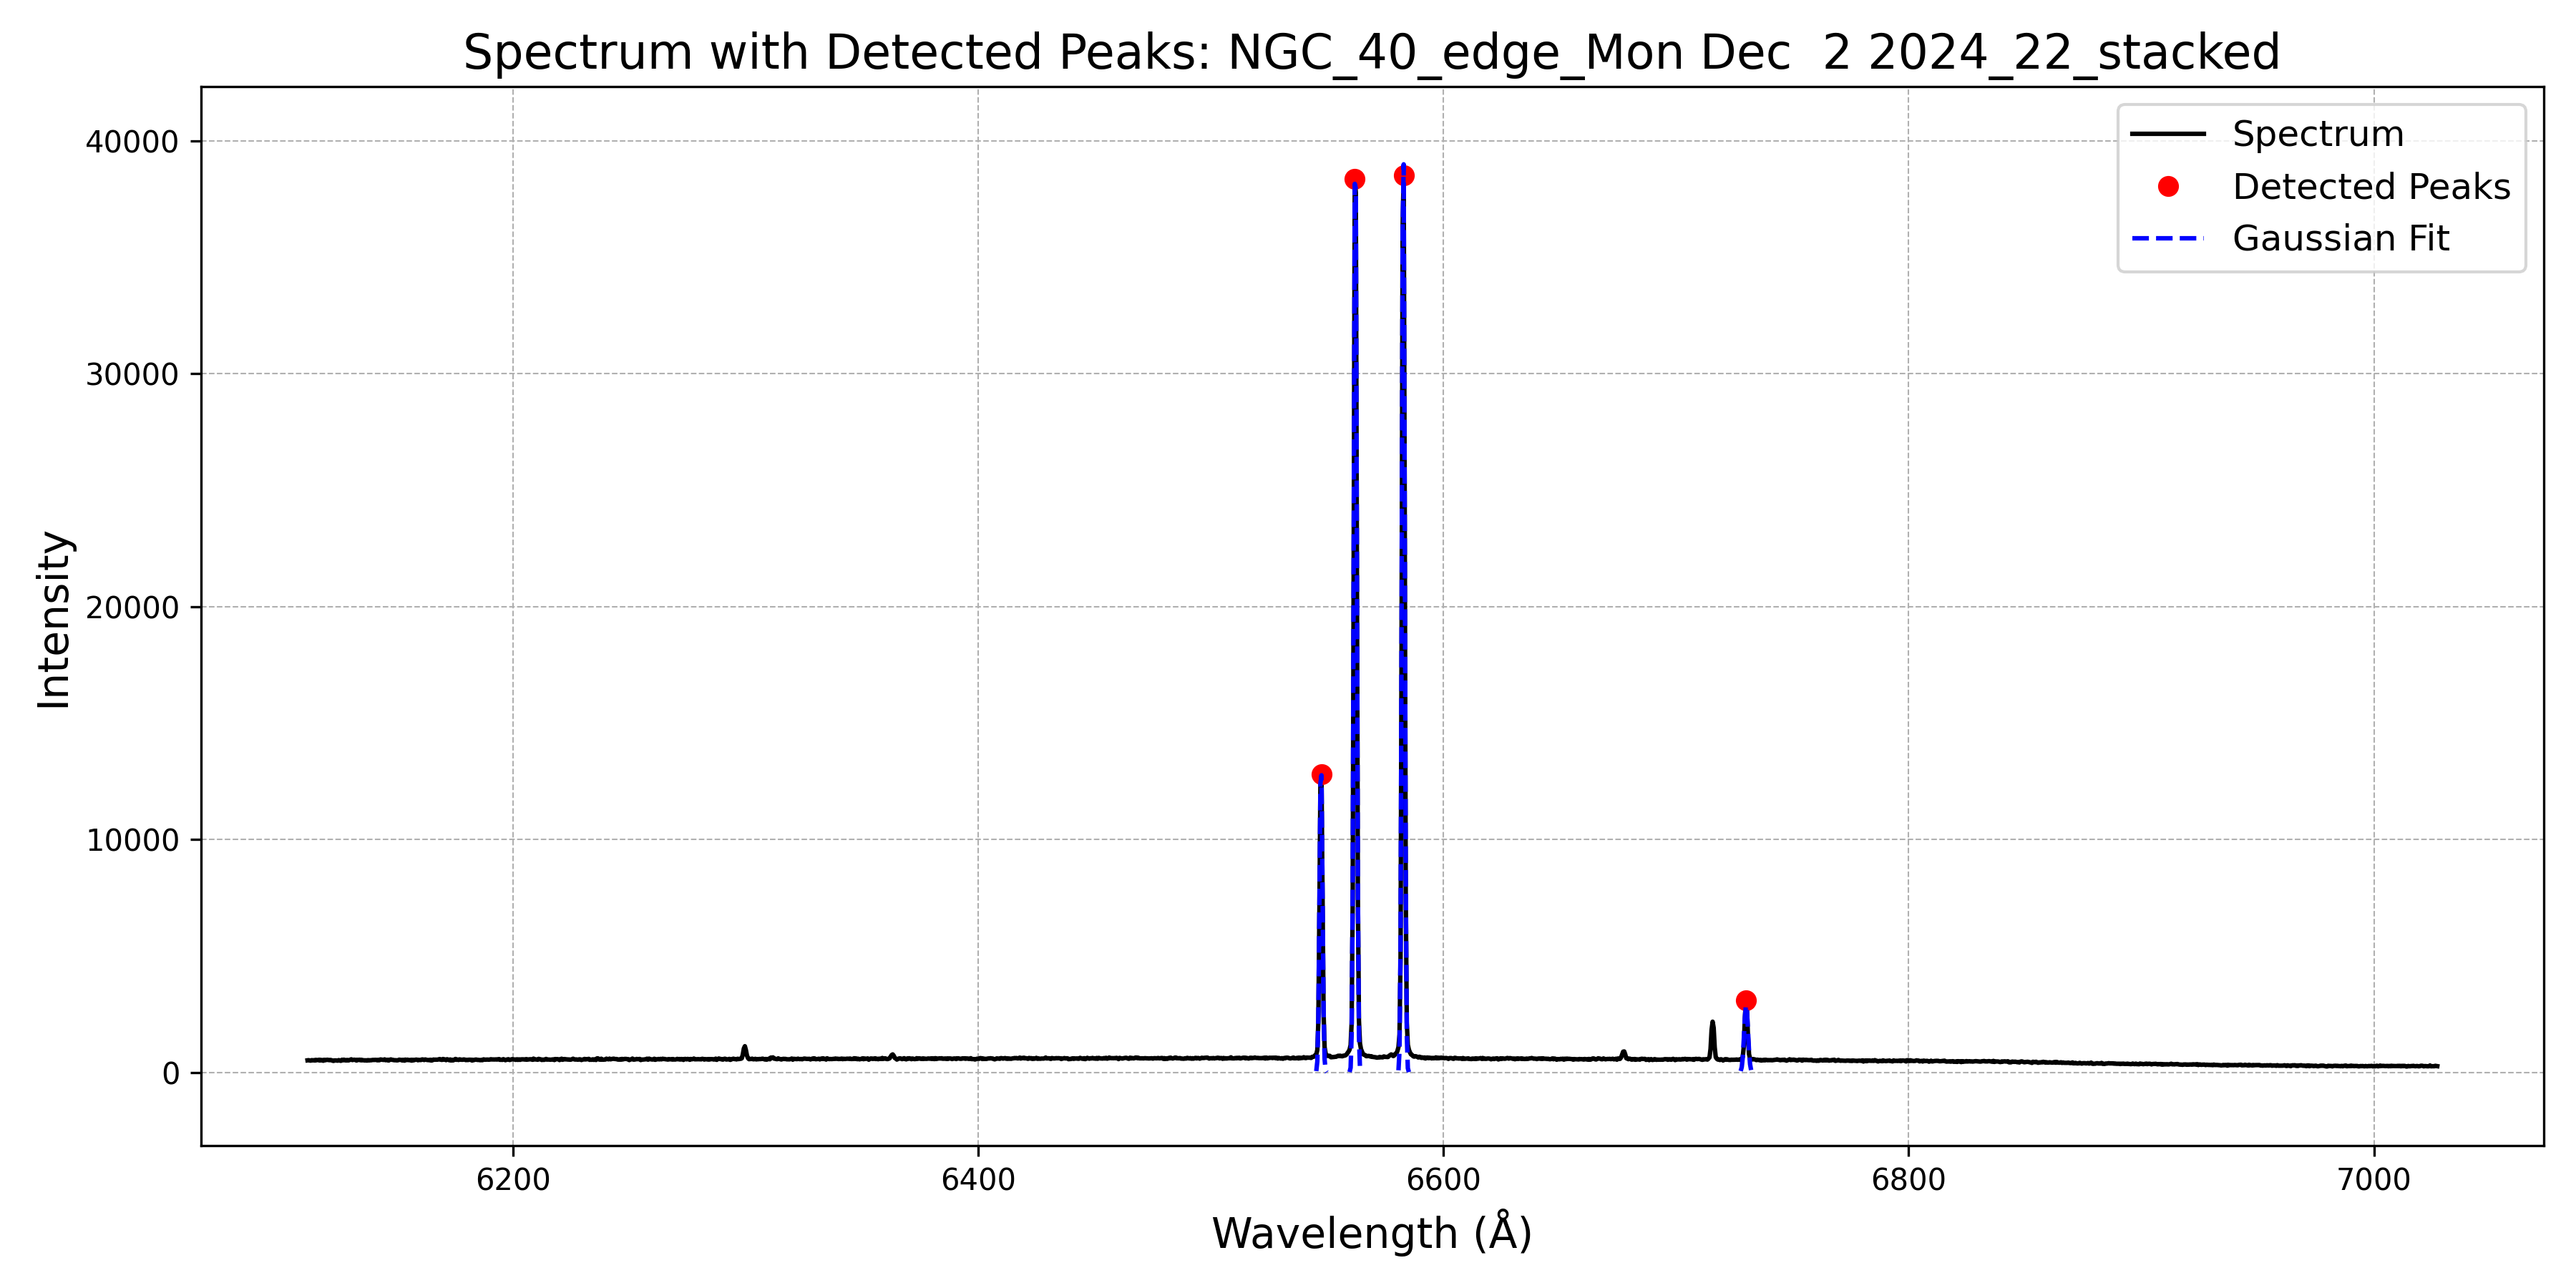 Spectrum with Detected Peaks: NGC_40_edge_Mon Dec  2 2024_22_stacked
Spectrum
Detected Peaks
Gaussian Fit
Intensity
40000
30000
20000
10000
0
6200
6400
6600
6800
7000
Wavelength (Å)